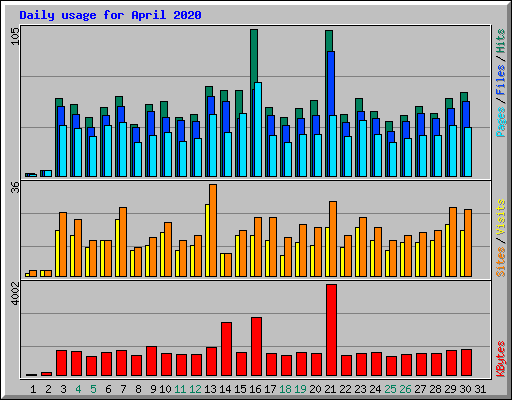 Daily usage for April 2020
105
36
4002
Pages / Files / Hits
Sites / Visits
KBytes
1 2 3 4 5 6 7 8 9 10 11 12 13 14 15 16 17 18 19 20 21 22 23 24 25 26 27 28 29 30 31